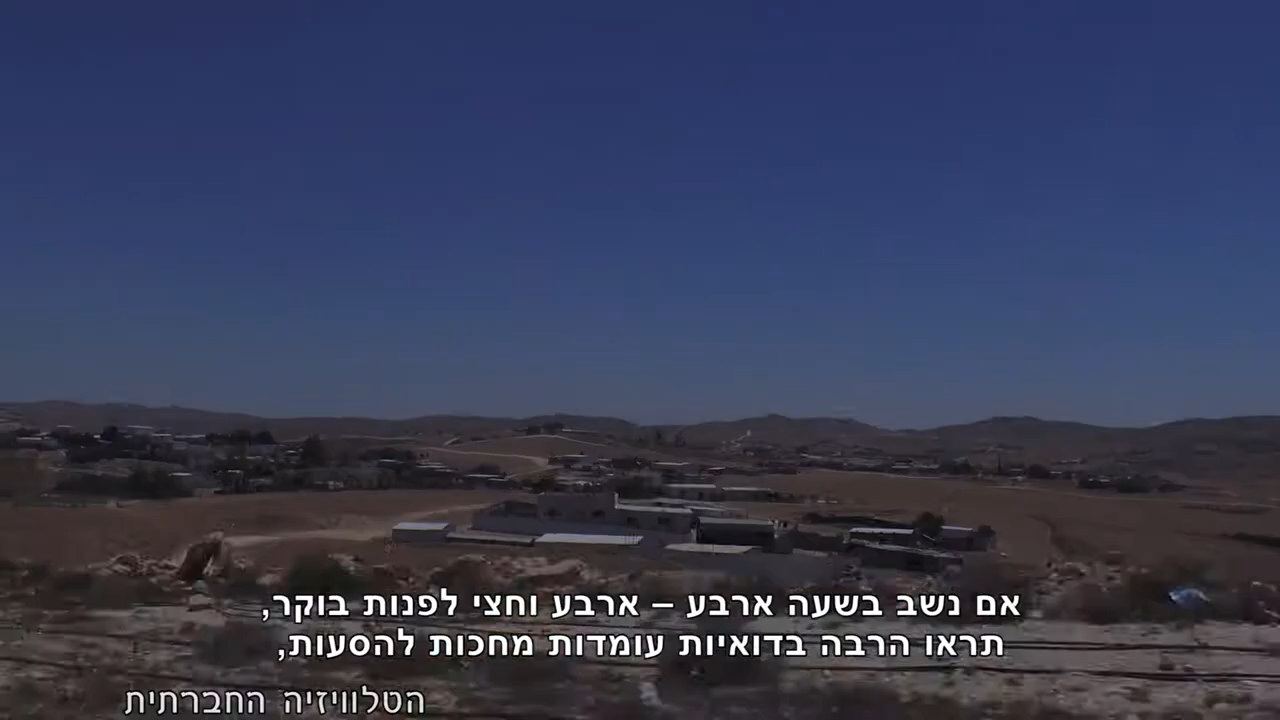 אם נשב בשעה ארבע – ארבע וחצי לפנות בוקר,
תראו הרבה בדואיות עומדות מחכות להסעות,
הטלוויזיה החברתית